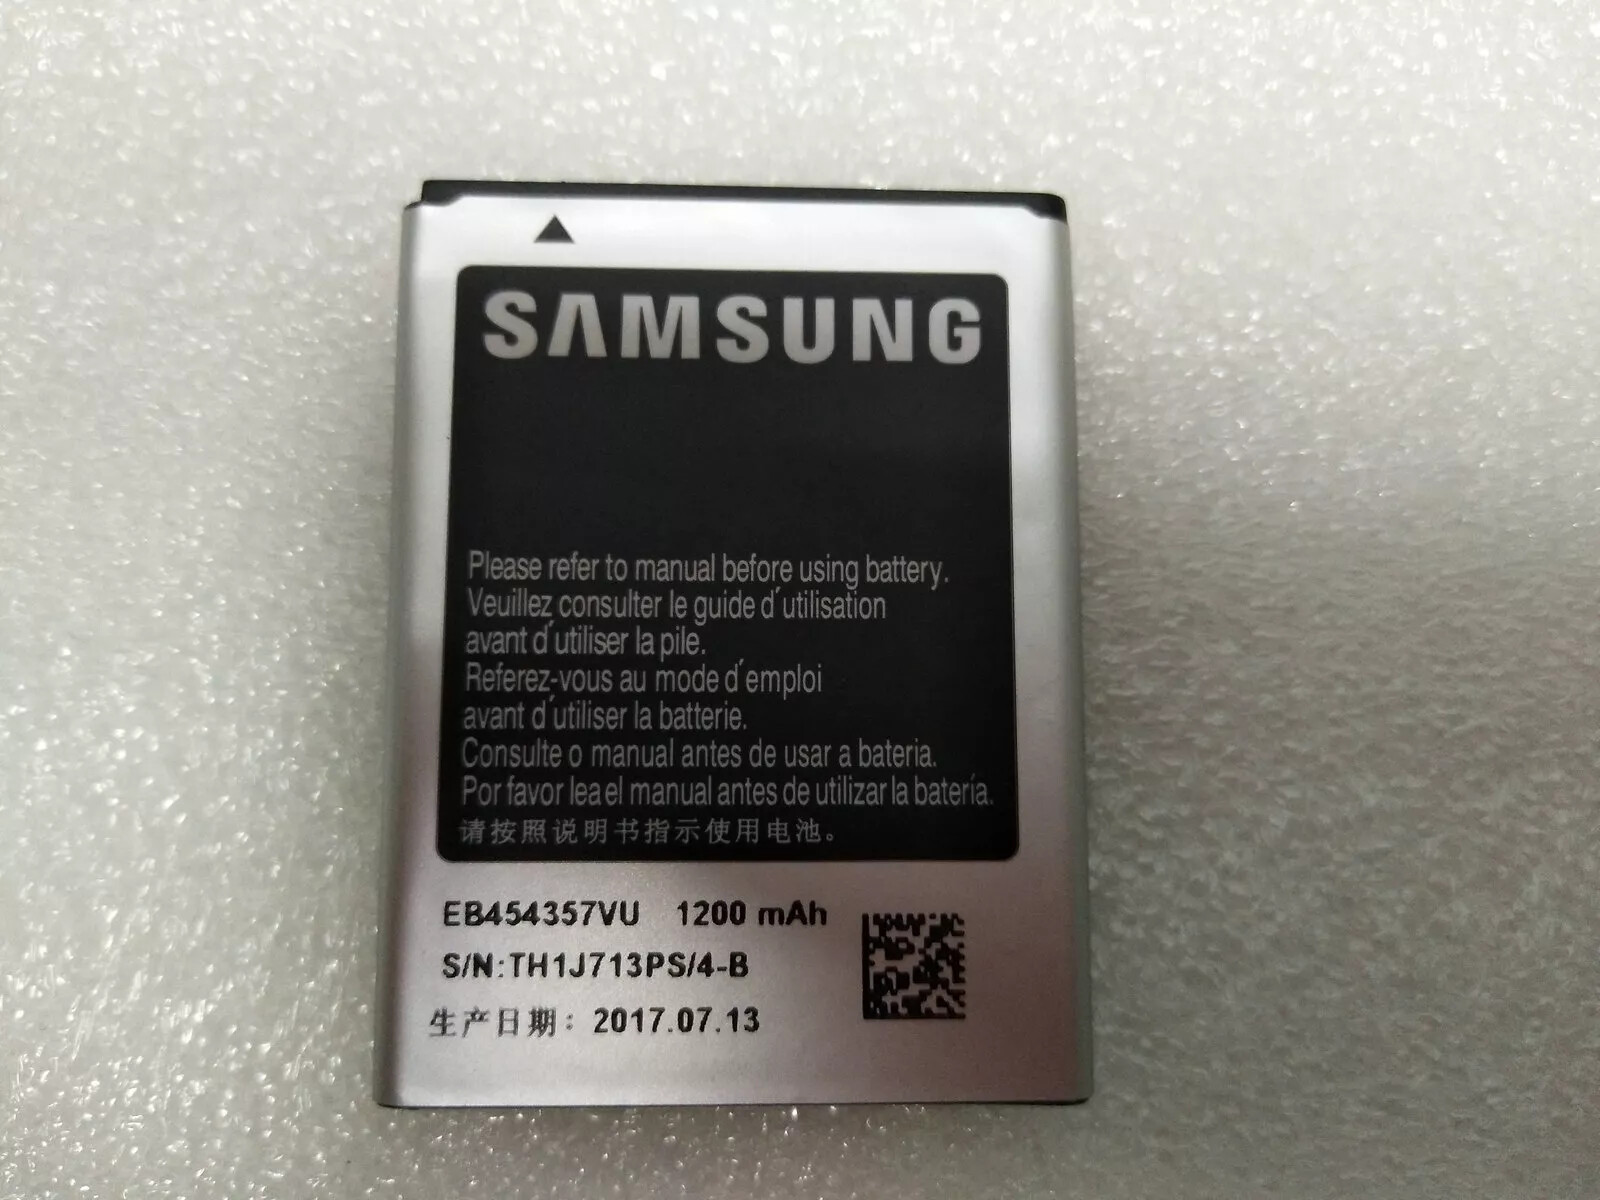 SAMSUNG
Please refer to manual before using battery.
Veuillez consulter le guide d'utilisation
avant d'utiliser la pile.
Referez-vous au mode d'emploi
avant d'utiliser la batterie.
Consulte o manual antes de usar a bateria.
Por favor lea el manual antes de utilizar la batería.
请按照说明书指示使用电池。
EB454357VU 1200 mAh
S/N:TH1J713PS/4-B
生产日期：2017.07.13